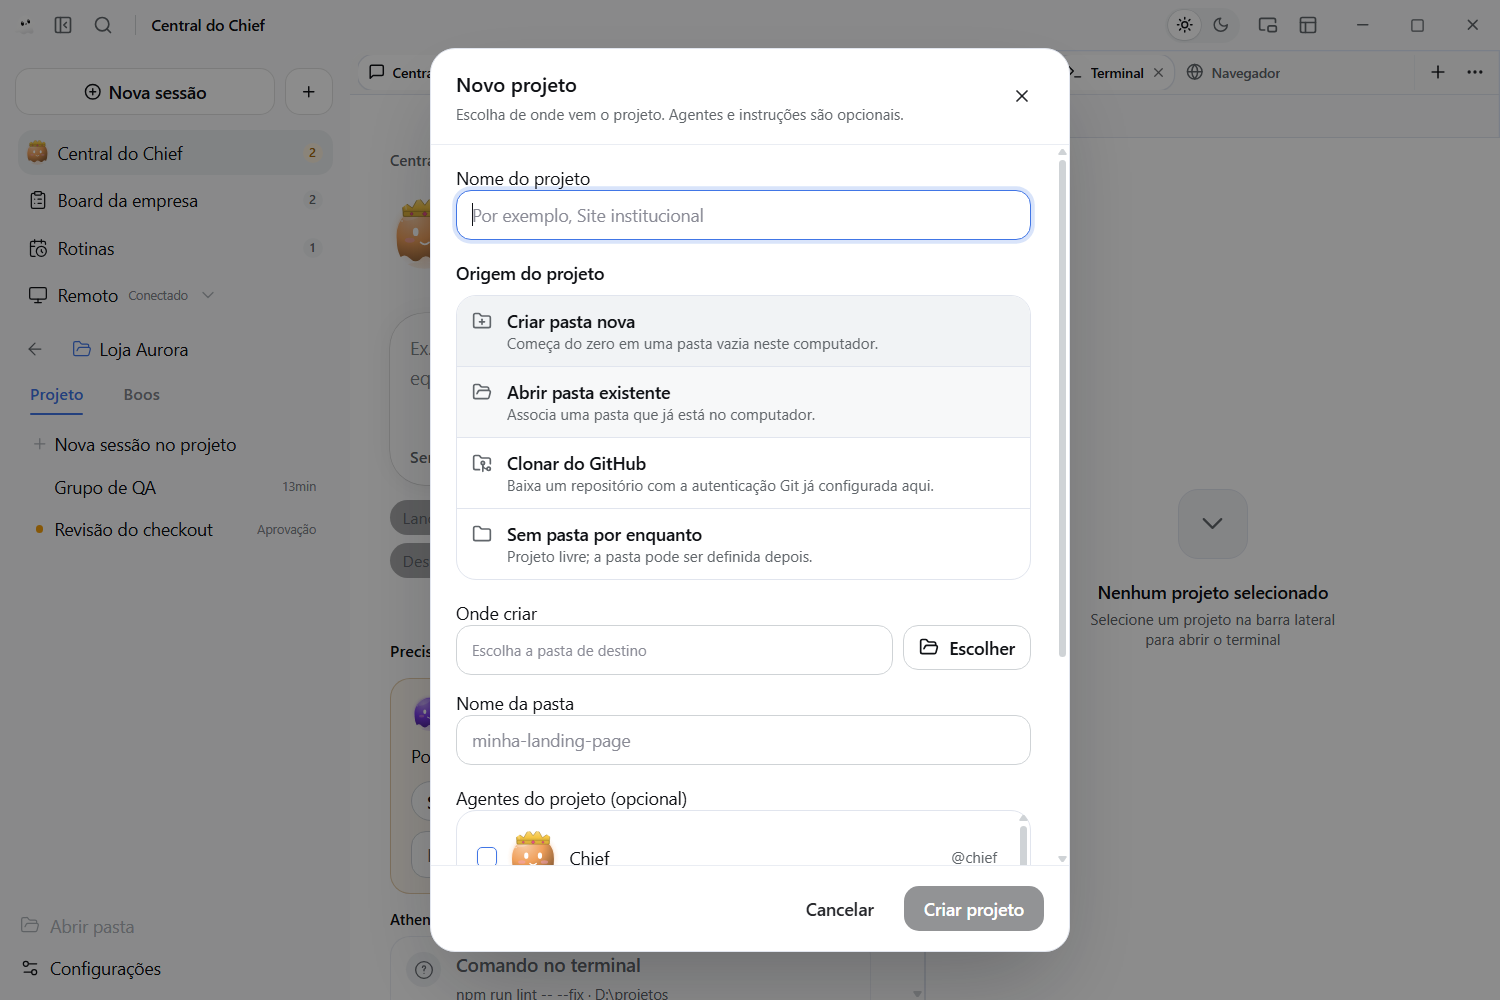 Central do Chief
Nova sessão
Central do Chief
2
Board da empresa
2
Rotinas
1
Remoto
Conectado
Loja Aurora
Projeto
Boos
Nova sessão no projeto
Grupo de QA
13min
Revisão do checkout
Aprovação
Abrir pasta
Configurações
Terminal
Navegador
Novo projeto
Escolha de onde vem o projeto. Agentes e instruções são opcionais.
Nome do projeto
Por exemplo, Site institucional
Origem do projeto
Criar pasta nova
Começa do zero em uma pasta vazia neste computador.
Abrir pasta existente
Associa uma pasta que já está no computador.
Clonar do GitHub
Baixa um repositório com a autenticação Git já configurada aqui.
Sem pasta por enquanto
Projeto livre; a pasta pode ser definida depois.
Onde criar
Escolha a pasta de destino
Escolher
Nome da pasta
minha-landing-page
Agentes do projeto (opcional)
Chief
@chief
Cancelar
Criar projeto
Nenhum projeto selecionado
Selecione um projeto na barra lateral
para abrir o terminal
Comando no terminal
npm run lint -- --fix · D:\projetos